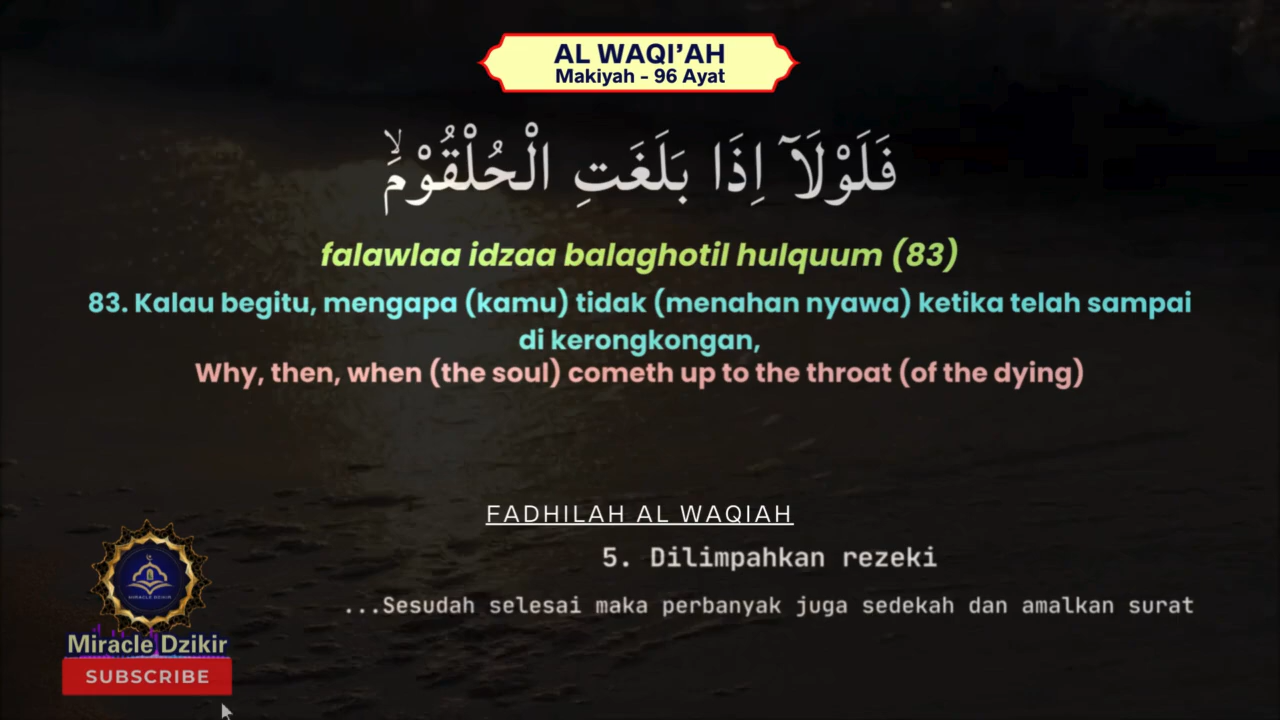 AL WAQI'AH
Makiyah - 96 Ayat
فَلَوْلَآ اِذَا بَلَغَتِ الْحُلْقُوْمَۙ
falawlaa idzaa balaghotil hulquum (83)
83. Kalau begitu, mengapa (kamu) tidak (menahan nyawa) ketika telah sampai
di kerongkongan,
Why, then, when (the soul) cometh up to the throat (of the dying)
FADHILAH AL WAQIAH
5. Dilimpahkan rezeki
...Sesudah selesai maka perbanyak juga sedekah dan amalkan surat
MIRACLE DZIKIR
Miracle Dzikir
SUBSCRIBE